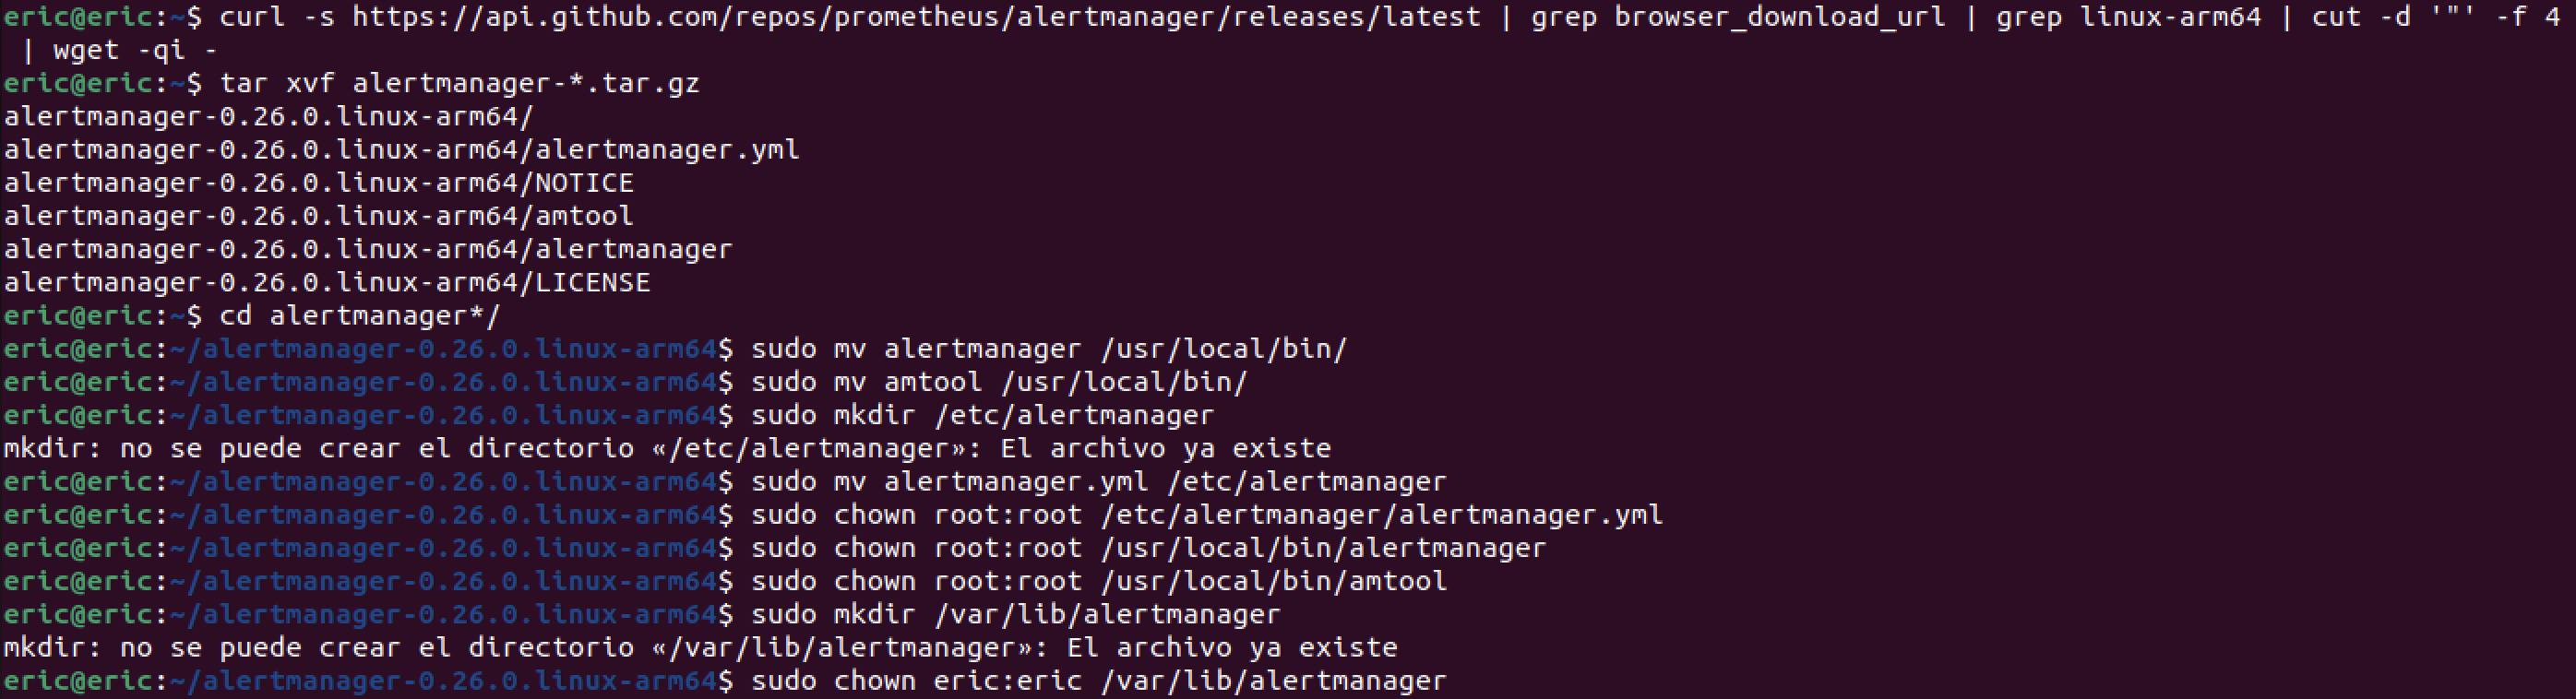 eric@eric:~$ curl -s https://api.github.com/repos/prometheus/alertmanager/releases/latest | grep browser_download_url | grep linux-arm64 | cut -d '"' -f 4
 | wget -qi -
eric@eric:~$ tar xvf alertmanager-*.tar.gz
alertmanager-0.26.0.linux-arm64/
alertmanager-0.26.0.linux-arm64/alertmanager.yml
alertmanager-0.26.0.linux-arm64/NOTICE
alertmanager-0.26.0.linux-arm64/amtool
alertmanager-0.26.0.linux-arm64/alertmanager
alertmanager-0.26.0.linux-arm64/LICENSE
eric@eric:~$ cd alertmanager*/
eric@eric:~/alertmanager-0.26.0.linux-arm64$ sudo mv alertmanager /usr/local/bin/
eric@eric:~/alertmanager-0.26.0.linux-arm64$ sudo mv amtool /usr/local/bin/
eric@eric:~/alertmanager-0.26.0.linux-arm64$ sudo mkdir /etc/alertmanager
mkdir: no se puede crear el directorio «/etc/alertmanager»: El archivo ya existe
eric@eric:~/alertmanager-0.26.0.linux-arm64$ sudo mv alertmanager.yml /etc/alertmanager
eric@eric:~/alertmanager-0.26.0.linux-arm64$ sudo chown root:root /etc/alertmanager/alertmanager.yml
eric@eric:~/alertmanager-0.26.0.linux-arm64$ sudo chown root:root /usr/local/bin/alertmanager
eric@eric:~/alertmanager-0.26.0.linux-arm64$ sudo chown root:root /usr/local/bin/amtool
eric@eric:~/alertmanager-0.26.0.linux-arm64$ sudo mkdir /var/lib/alertmanager
mkdir: no se puede crear el directorio «/var/lib/alertmanager»: El archivo ya existe
eric@eric:~/alertmanager-0.26.0.linux-arm64$ sudo chown eric:eric /var/lib/alertmanager